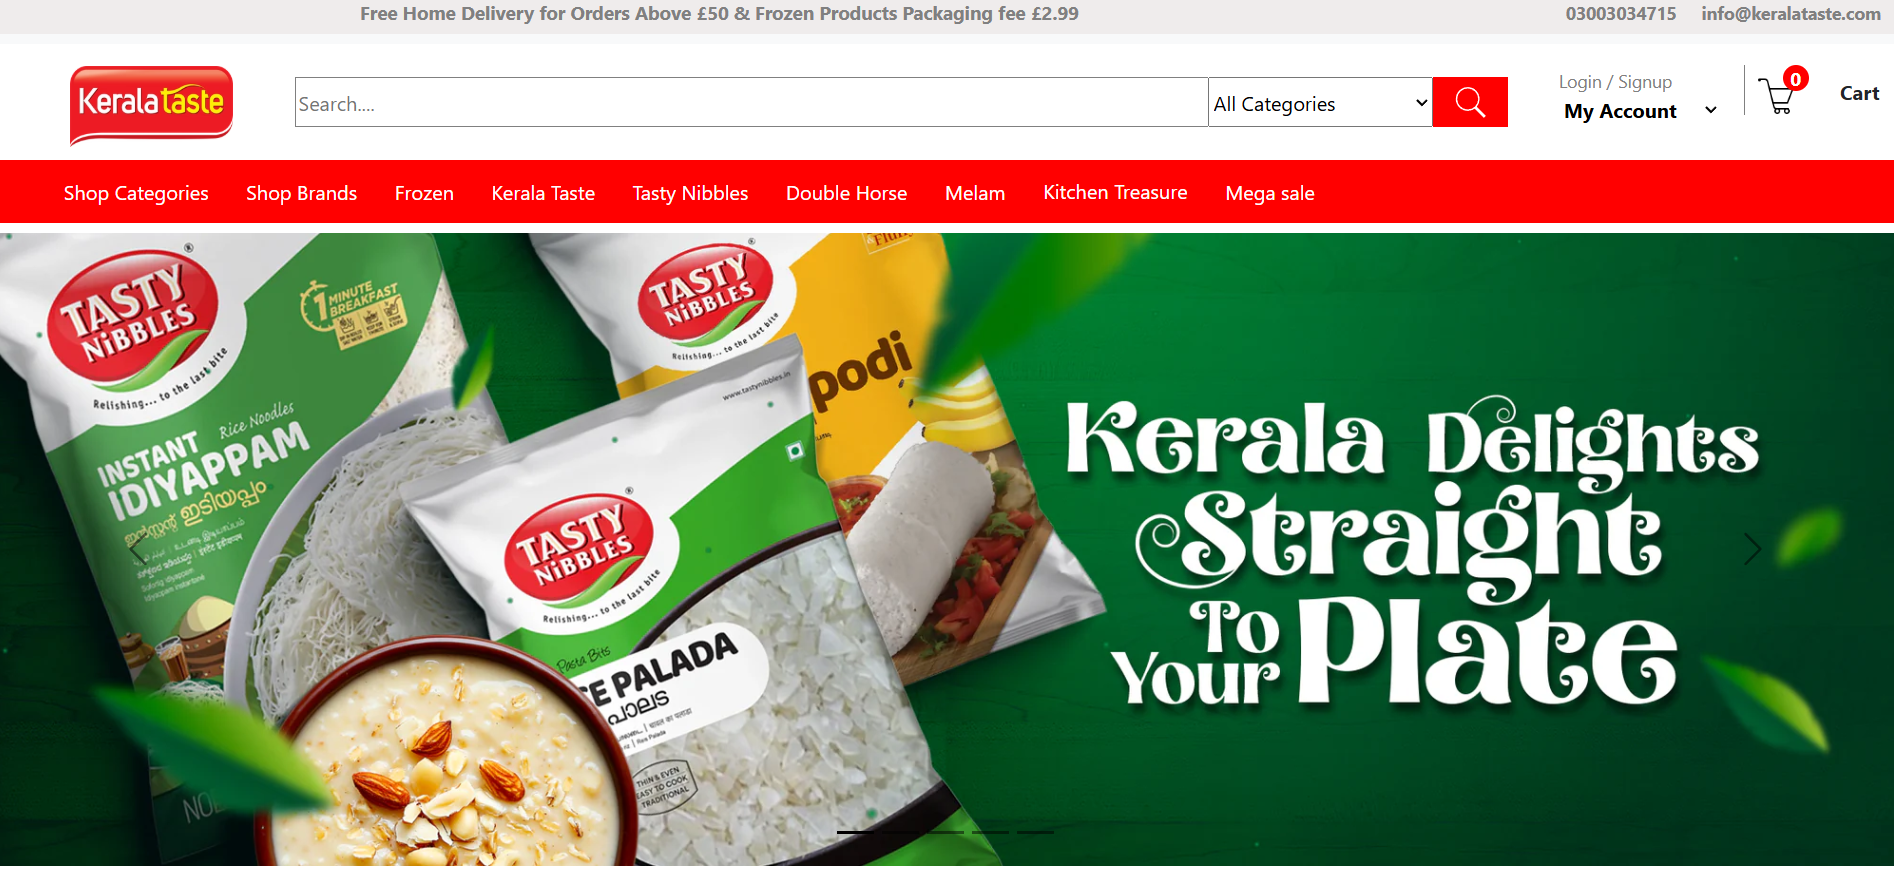 Free Home Delivery for Orders Above £50 & Frozen Products Packaging fee £2.99
03003034715 info@keralataste.com
Kerala taste
Search....
All Categories
Login / Signup
My Account
0
Cart
Shop Categories Shop Brands Frozen Kerala Taste Tasty Nibbles Double Horse Melam Kitchen Treasure Mega sale
TASTY
NiBBLES
®
Relishing... to the last bite
1 MINUTE
BREAKFAST
Rice Noodles
INSTANT
IDIYAPPAM
ഇൻസ്റ്റന്റ് ഇടിയപ്പം
TASTY
NiBBLES
®
Relishing... to the last bite
podi
www.tastynibbles.in
TASTY
NiBBLES
®
Relishing... to the last bite
Pasta Bits
PALADA
പാലട
Rice Palada
THIN & EVEN
EASY TO COOK
TRADITIONAL
Kerala Delights
Straight
To
Your Plate